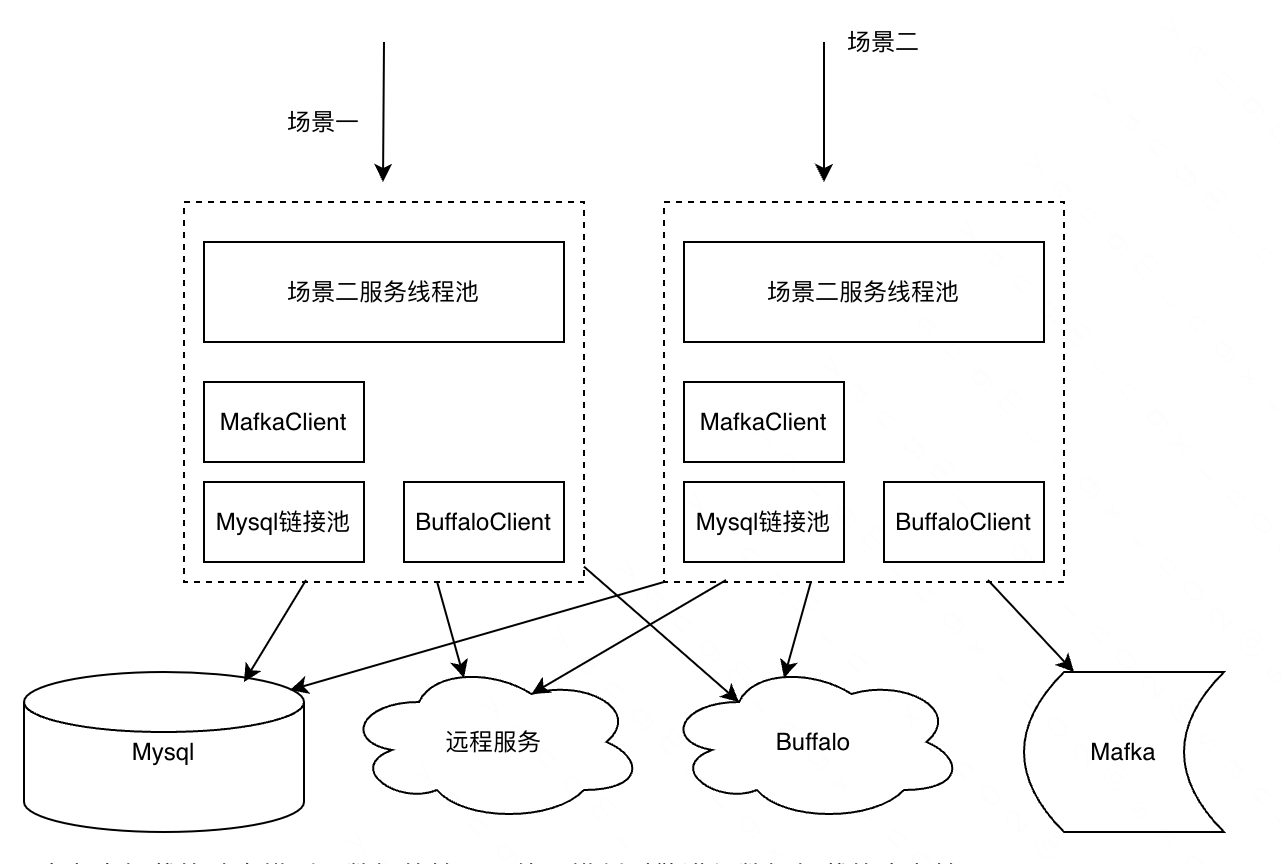 场景二
场景一
场景二服务线程池
场景二服务线程池
MafkaClient
MafkaClient
Mysql链接池
BuffaloClient
Mysql链接池
BuffaloClient
Mysql
远程服务
Buffalo
Mafka